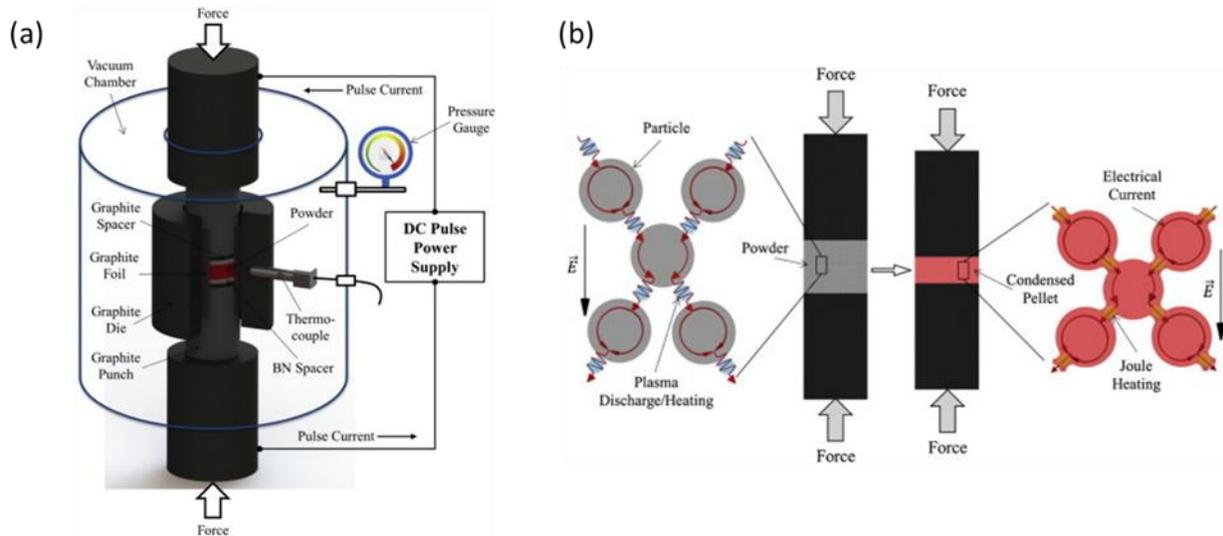 (a)
Force
Vacuum
Chamber
Pulse Current
Pressure
Gauge
Graphite
Spacer
Powder
Graphite
Foil
DC Pulse
Power
Supply
Graphite
Die
Thermo-
couple
Graphite
Punch
BN Spacer
Pulse Current
Force
(b)
Force
Force
Particle
Electrical
Current
Powder
E
Condensed
Pellet
E
Plasma
Discharge/Heating
Joule
Heating
Force
Force